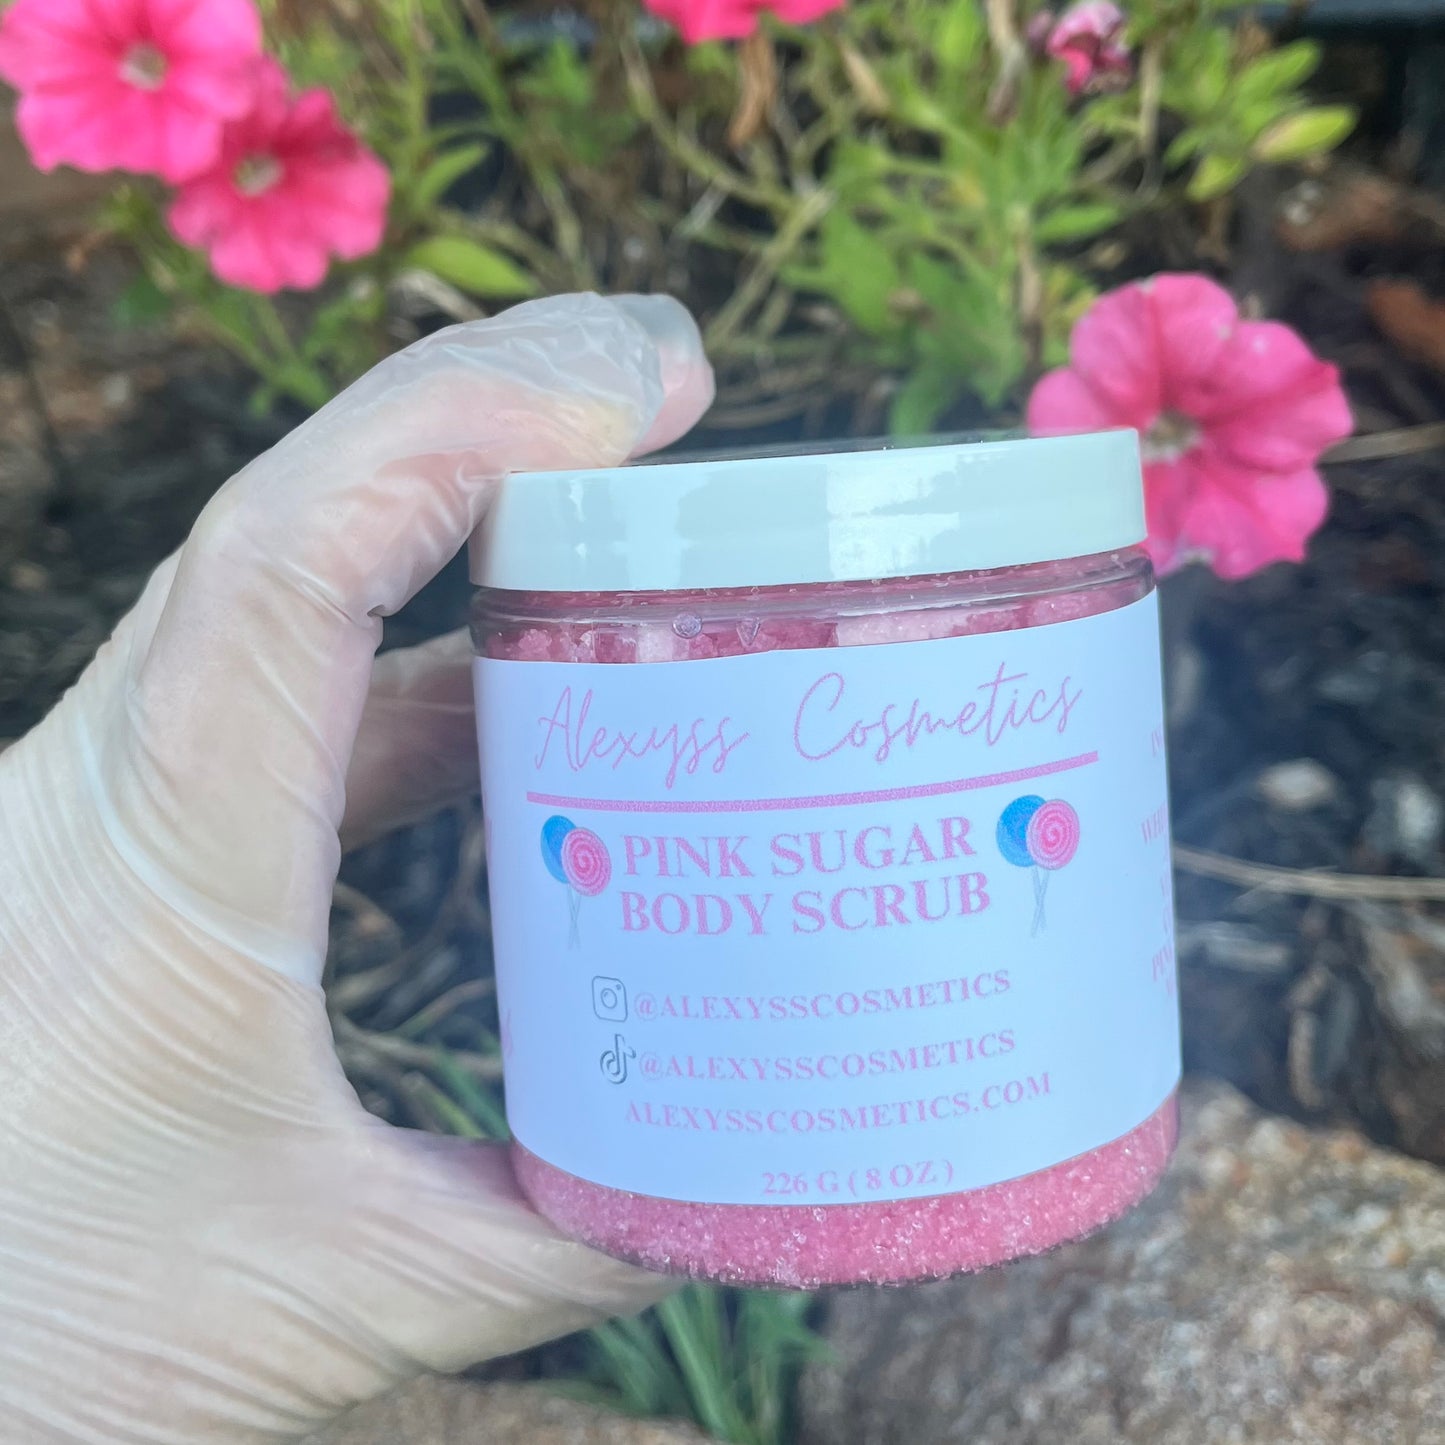 Alexyss Cosmetics
PINK SUGAR
BODY SCRUB
@ALEXYSSCOSMETICS
@ALEXYSSCOSMETICS
ALEXYSSCOSMETICS.COM
226 G ( 8 OZ )